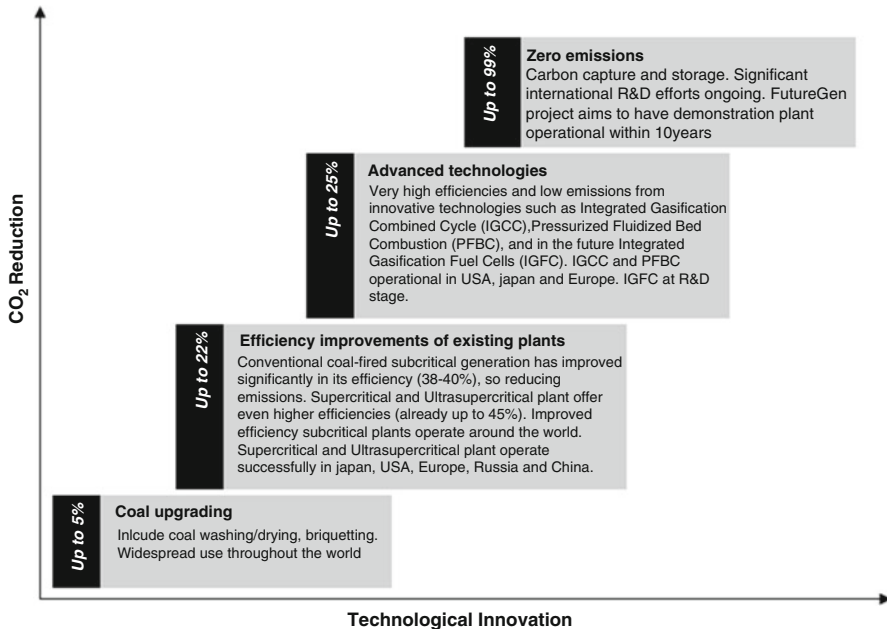 CO2 Reduction
Up to 99%
Zero emissions
Carbon capture and storage. Significant
international R&D efforts ongoing. FutureGen
project aims to have demonstration plant
operational within 10years
Up to 25%
Advanced technologies
Very high efficiencies and low emissions from
innovative technologies such as Integrated Gasification
Combined Cycle (IGCC),Pressurized Fluidized Bed
Combustion (PFBC), and in the future Integrated
Gasification Fuel Cells (IGFC). IGCC and PFBC
operational in USA, japan and Europe. IGFC at R&D
stage.
Up to 22%
Efficiency improvements of existing plants
Conventional coal-fired subcritical generation has improved
significantly in its efficiency (38-40%), so reducing
emissions. Supercritical and Ultrasupercritical plant offer
even higher efficiencies (already up to 45%). Improved
efficiency subcritical plants operate around the world.
Supercritical and Ultrasupercritical plant operate
successfully in japan, USA, Europe, Russia and China.
Up to 5%
Coal upgrading
Inlcude coal washing/drying, briquetting.
Widespread use throughout the world
Technological Innovation